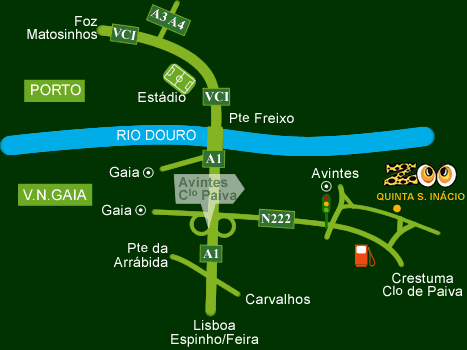 Foz
Matosinhos
VCI
A3 A4
PORTO
Estádio
VCI
Pte Freixo
RIO DOURO
A1
Gaia
Avintes
Clo Paiva
Avintes
QUINTA S. INÁCIO
V.N.GAIA
Gaia
N222
Pte da
Arrábida
A1
Crestuma
Clo de Paiva
Carvalhos
Lisboa
Espinho/Feira